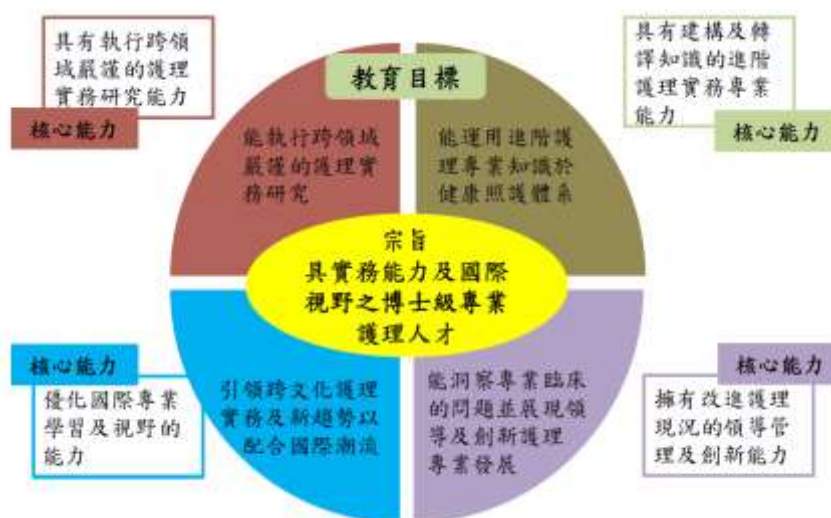 具有執行跨領
域嚴謹的護理
實務研究能力
核心能力
教育目標
具有建構及轉
譯知識的進階
護理實務專業
能力
核心能力
能執行跨領域
嚴謹的護理實
務研究
能運用進階護
理專業知識於
健康照護體系
宗旨
具實務能力及國際
視野之博士級專業
護理人才
核心能力
優化國際專業
學習及視野的
能力
引領跨文化護理
實務及新趨勢以
配合國際潮流
能洞察專業臨床
的問題並展現領
導及創新護理
專業發展
核心能力
擁有改進護理
現況的領導管
理及創新能力